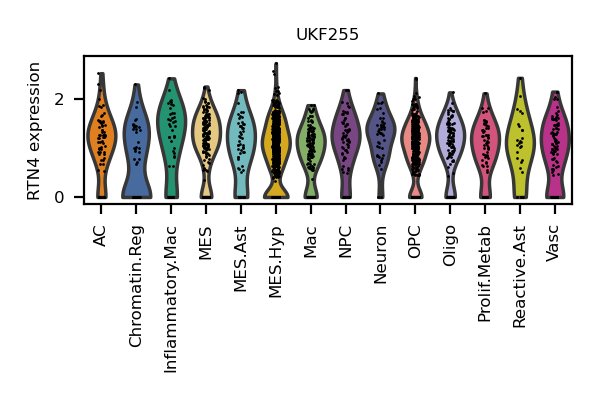 UKF255
RTN4 expression
2
0
AC
Chromatin.Reg
Inflammatory.Mac
MES
MES.Ast
MES.Hyp
Mac
NPC
Neuron
OPC
Oligo
Prolif.Metab
Reactive.Ast
Vasc